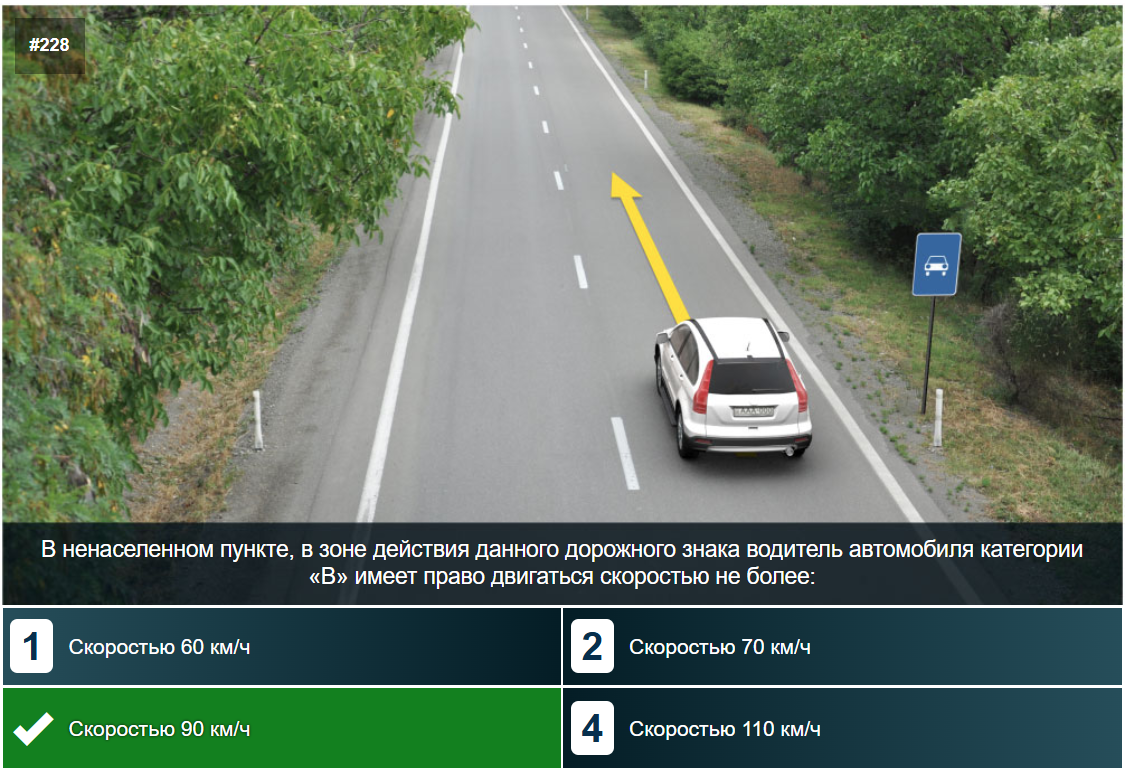 #228
В ненаселенном пункте, в зоне действия данного дорожного знака водитель автомобиля категории
«B» имеет право двигаться скоростью не более:
1 Скоростью 60 км/ч
2 Скоростью 70 км/ч
Скоростью 90 км/ч
4 Скоростью 110 км/ч